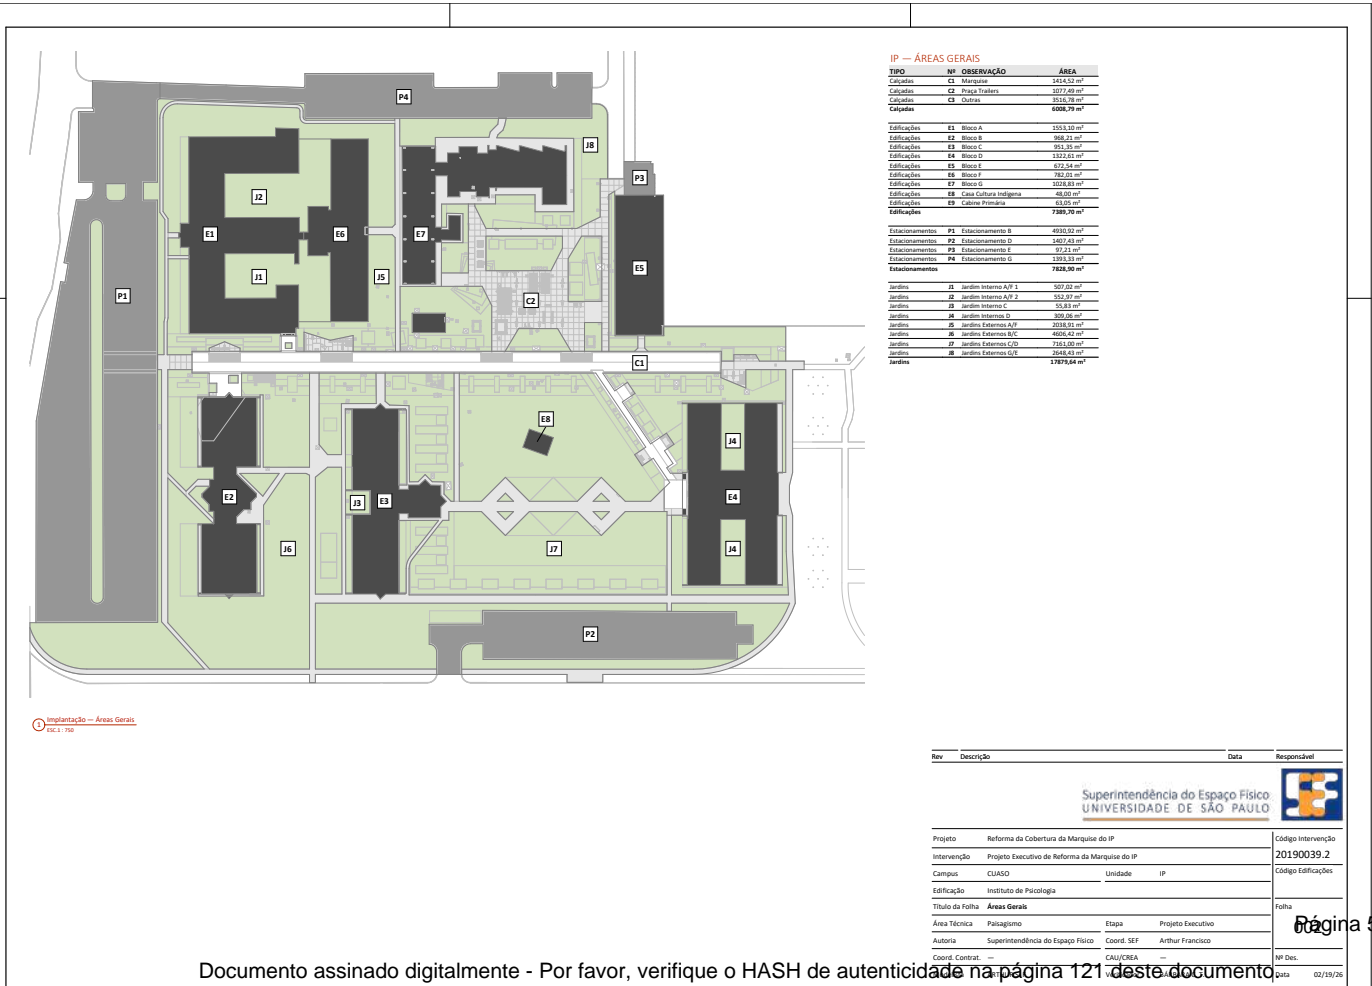 IP — ÁREAS GERAIS
TIPO Nº OBSERVAÇÃO ÁREA
Calçadas C1 Marquise 1414,52 m²
Calçadas C2 Praça Trailers 1077,49 m²
Calçadas C3 Outras 3516,78 m²
Calçadas 6008,79 m²
Edificações E1 Bloco A 1553,10 m²
Edificações E2 Bloco B 968,21 m²
Edificações E3 Bloco C 951,35 m²
Edificações E4 Bloco D 1322,61 m²
Edificações E5 Bloco E 672,54 m²
Edificações E6 Bloco F 782,01 m²
Edificações E7 Bloco G 1028,83 m²
Edificações E8 Casa Cultura Indígena 48,00 m²
Edificações E9 Cabine Primária 63,05 m²
Edificações 7389,70 m²
Estacionamentos P1 Estacionamento B 4930,92 m²
Estacionamentos P2 Estacionamento D 1407,43 m²
Estacionamentos P3 Estacionamento E 97,21 m²
Estacionamentos P4 Estacionamento G 1393,33 m²
Estacionamentos 7828,90 m²
Jardins J1 Jardim Interno A/F 1 507,02 m²
Jardins J2 Jardim Interno A/F 2 552,97 m²
Jardins J3 Jardim Interno C 55,83 m²
Jardins J4 Jardim Internos D 309,06 m²
Jardins J5 Jardins Externos A/F 2038,91 m²
Jardins J6 Jardins Externos B/C 4606,42 m²
Jardins J7 Jardins Externos C/D 7161,00 m²
Jardins J8 Jardins Externos G/E 2648,43 m²
Jardins 17879,64 m²
P4
J8
P3
J2
E1
E6
E7
J1
J5
E5
P1
C2
C1
E8
J4
E2
J3
E3
E4
J6
J7
J4
P2
1 Implantação — Áreas Gerais
ESC.1 : 750
Rev Descrição Data Responsável
Superintendência do Espaço Físico
UNIVERSIDADE DE SÃO PAULO
Projeto Reforma da Cobertura da Marquise do IP Código Intervenção
Intervenção Projeto Executivo de Reforma da Marquise do IP 20190039.2
Campus CUASO Unidade IP Código Edificações
Edificação Instituto de Psicologia
Título da Folha Áreas Gerais Folha
Área Técnica Paisagismo Etapa Projeto Executivo 002
Página 5
Autoria Superintendência do Espaço Físico Coord. SEF Arthur Francisco
Coord. Contrat. — CAU/CREA — Nº Des.
Data 02/19/26
Documento assinado digitalmente - Por favor, verifique o HASH de autenticidade na página 121 deste documento.